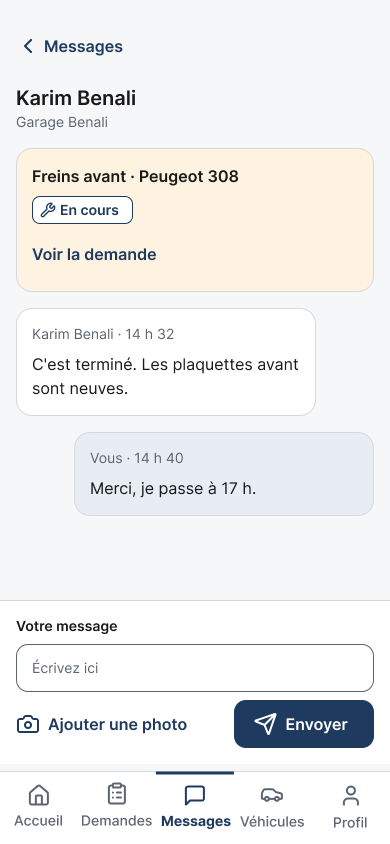 Messages
Karim Benali
Garage Benali
Freins avant · Peugeot 308
En cours
Voir la demande
Karim Benali · 14 h 32
C'est terminé. Les plaquettes avant
sont neuves.
Vous · 14 h 40
Merci, je passe à 17 h.
Votre message
Écrivez ici
Ajouter une photo
Envoyer
Accueil
Demandes
Messages
Véhicules
Profil